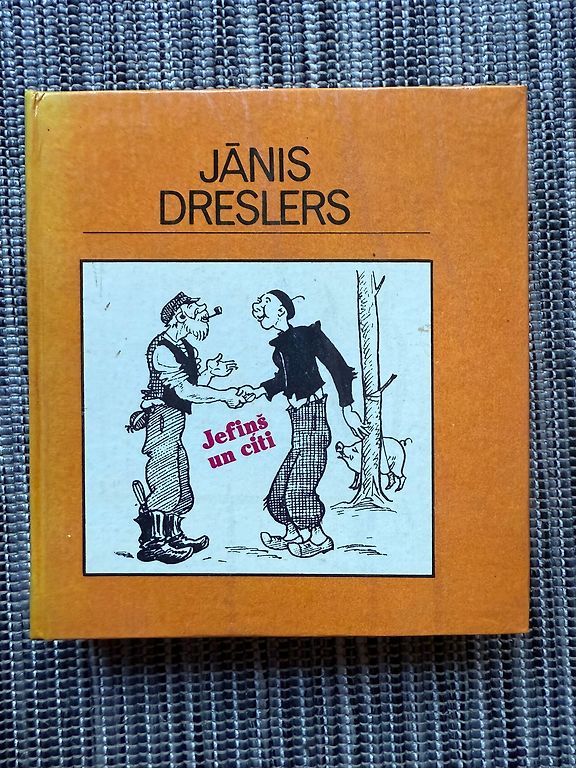 JĀNIS
DRESLERS
Jefiņš
un citi